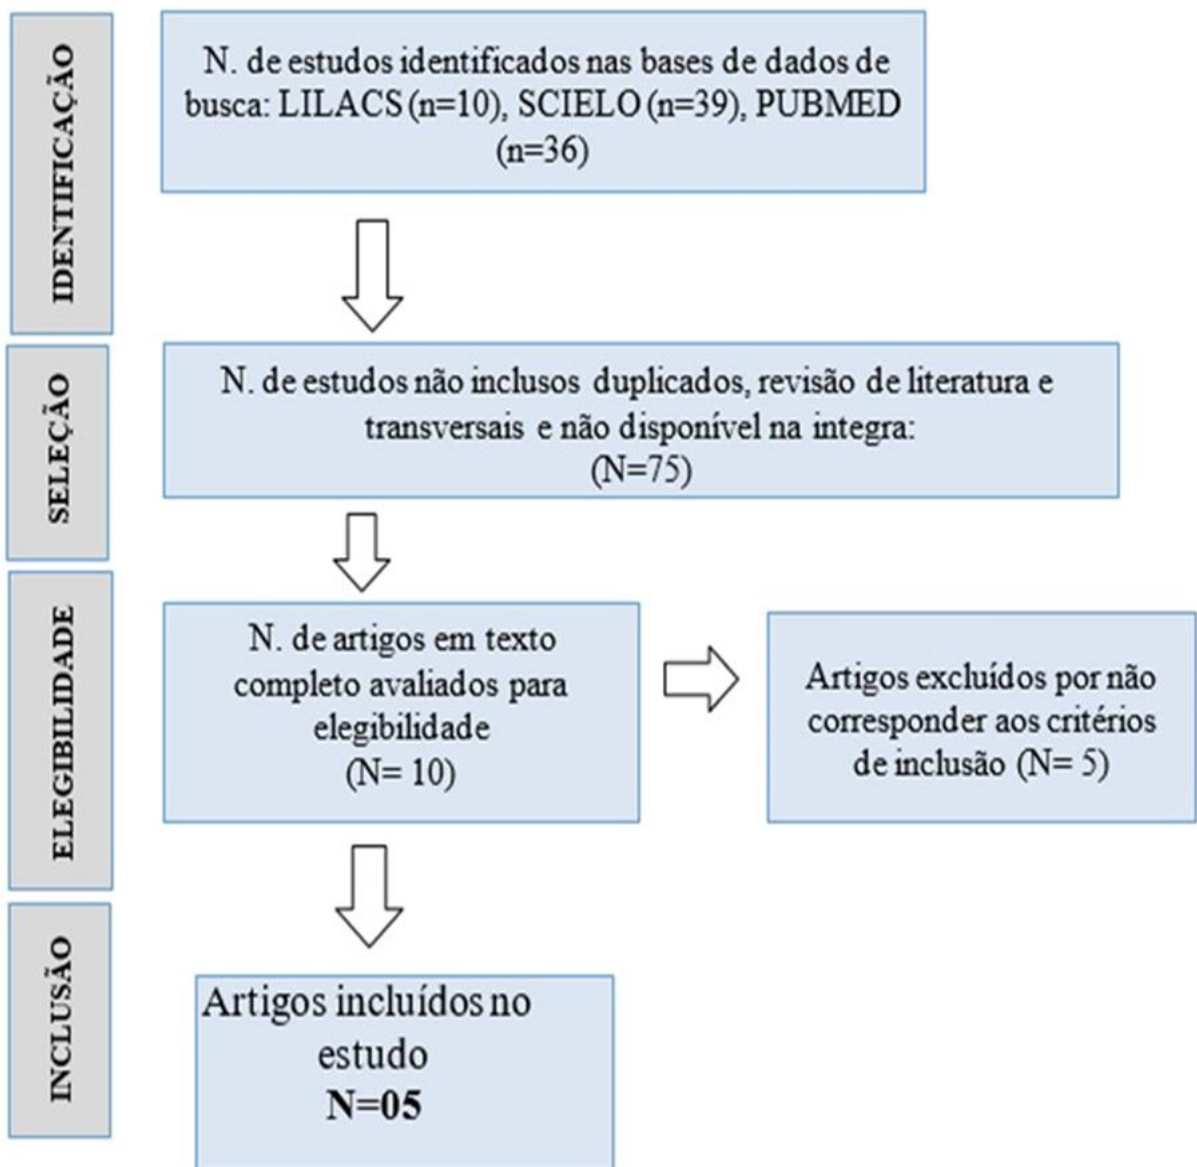 IDENTIFICAÇÃO
N. de estudos identificados nas bases de dados de
busca: LILACS (n=10), SCIELO (n=39), PUBMED
(n=36)
SELEÇÃO
N. de estudos não inclusos duplicados, revisão de literatura e
transversais e não disponível na integra:
(N=75)
ELEGIBILIDADE
N. de artigos em texto
completo avaliados para
elegibilidade
(N= 10)
Artigos excluídos por não
corresponder aos critérios
de inclusão (N= 5)
INCLUSÃO
Artigos incluídos no
estudo
N=05